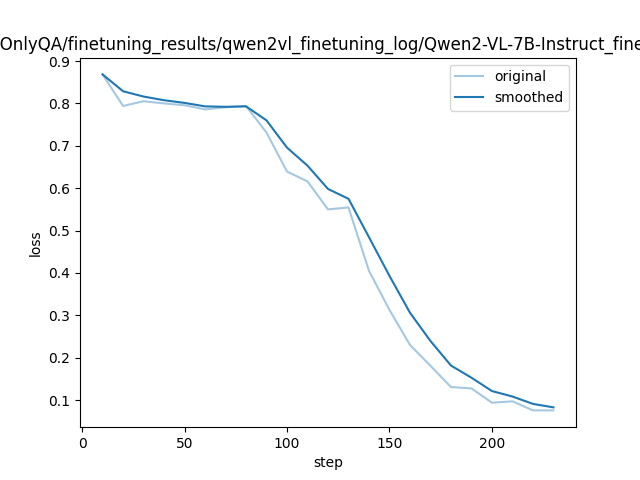 OnlyQA/finetuning_results/qwen2vl_finetuning_log/Qwen2-VL-7B-Instruct_fine
original
smoothed
0.9
0.8
0.7
0.6
0.5
0.4
0.3
0.2
0.1
loss
0
50
100
150
200
step